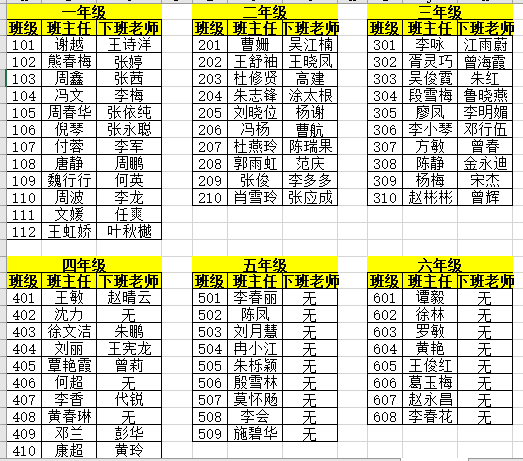 一年级
班级 班主任 下班老师
101 谢越 王诗洋
102 熊春梅 张婷
103 周鑫 张茜
104 冯文 李梅
105 周春华 张依纯
106 倪琴 张永聪
107 付蓉 李军
108 唐静 周鹏
109 魏行行 何英
110 周波 李龙
111 文媛 任爽
112 王虹娇 叶秋樾
二年级
班级 班主任 下班老师
201 曹姗 吴江楠
202 王舒袖 王晓凤
203 杜修贤 高建
204 朱志锋 涂太根
205 刘晓位 杨谢
206 冯杨 曹航
207 杜燕玲 陈瑞果
208 郭雨虹 范庆
209 张俊 李多多
210 肖雪玲 张应成
三年级
班级 班主任 下班老师
301 李咏 江雨蔚
302 胥灵巧 曾海霞
303 吴俊霓 朱红
304 段雪梅 鲁晓燕
305 廖凤 李明媚
306 李小琴 邓行伍
307 方敏 曾春
308 陈静 金永迪
309 杨梅 宋杰
310 赵彬彬 曾辉
四年级
班级 班主任 下班老师
401 王敏 赵晴云
402 沈力 无
403 徐文洁 朱鹏
404 刘丽 王宪龙
405 覃艳霞 曾莉
406 何超 无
407 李香 代锐
408 黄春琳 无
409 邓兰 彭华
410 康超 黄玲
五年级
班级 班主任 下班老师
501 李春丽 无
502 陈凤 无
503 刘月慧 无
504 冉小江 无
505 朱栎颖 无
506 殷雪林 无
507 莫怀飏 无
508 李会 无
509 施碧华 无
六年级
班级 班主任 下班老师
601 谭毅 无
602 徐林 无
603 罗敏 无
604 黄艳 无
605 王俊红 无
606 葛玉梅 无
607 赵永昌 无
608 李春花 无